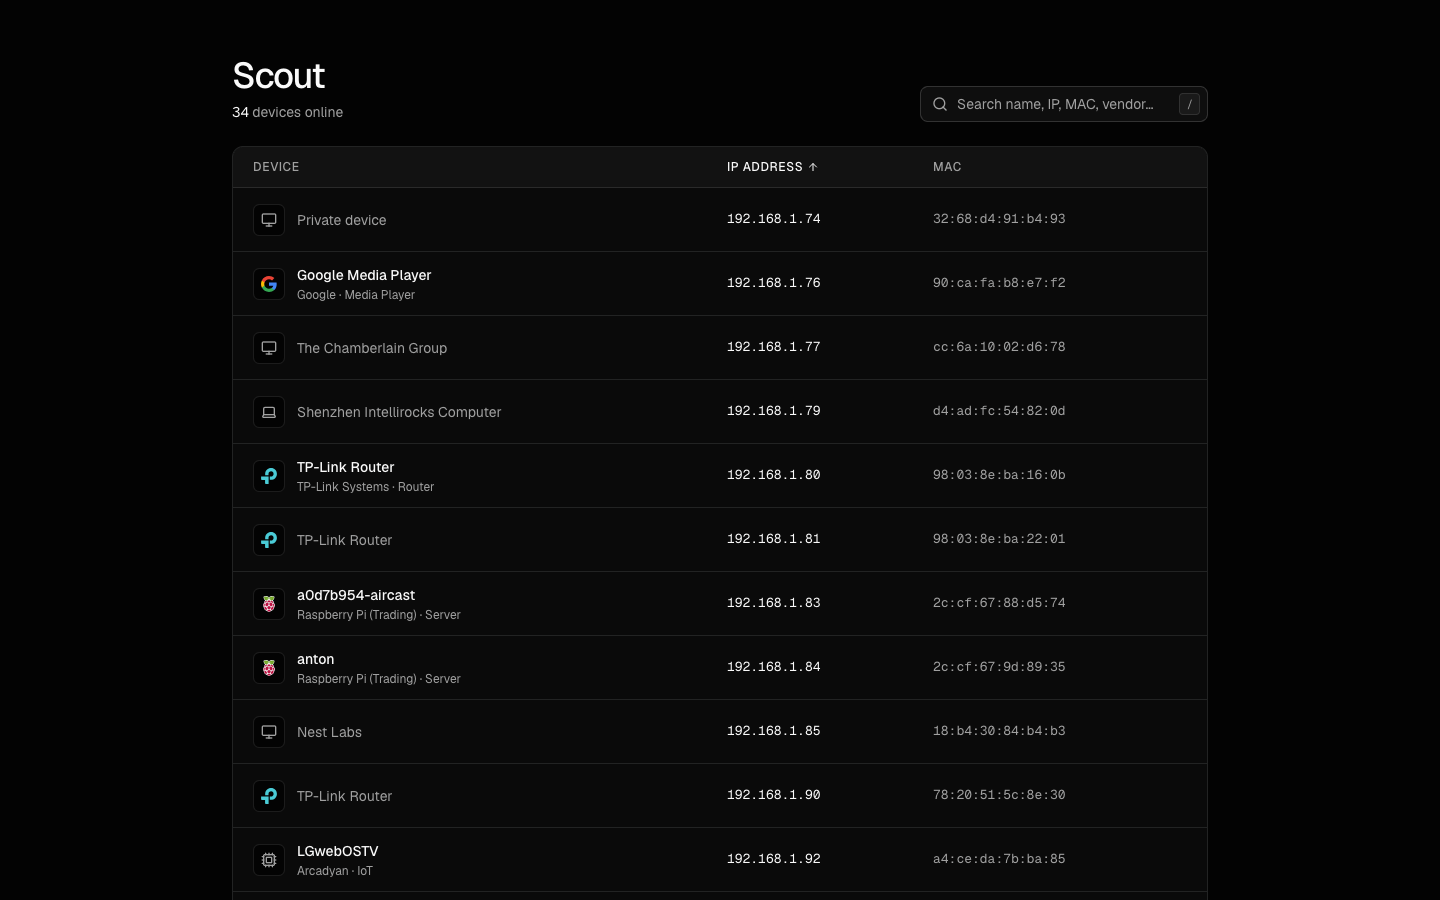 Scout
34 devices online
Search name, IP, MAC, vendor... /
DEVICE IP ADDRESS ↑ MAC
Private device 192.168.1.74 32:68:d4:91:b4:93
Google Media Player
Google · Media Player 192.168.1.76 90:ca:fa:b8:e7:f2
The Chamberlain Group 192.168.1.77 cc:6a:10:02:d6:78
Shenzhen Intellirocks Computer 192.168.1.79 d4:ad:fc:54:82:0d
TP-Link Router
TP-Link Systems · Router 192.168.1.80 98:03:8e:ba:16:0b
TP-Link Router 192.168.1.81 98:03:8e:ba:22:01
a0d7b954-aircast
Raspberry Pi (Trading) · Server 192.168.1.83 2c:cf:67:88:d5:74
anton
Raspberry Pi (Trading) · Server 192.168.1.84 2c:cf:67:9d:89:35
Nest Labs 192.168.1.85 18:b4:30:84:b4:b3
TP-Link Router 192.168.1.90 78:20:51:5c:8e:30
LGwebOSTV
Arcadyan · IoT 192.168.1.92 a4:ce:da:7b:ba:85